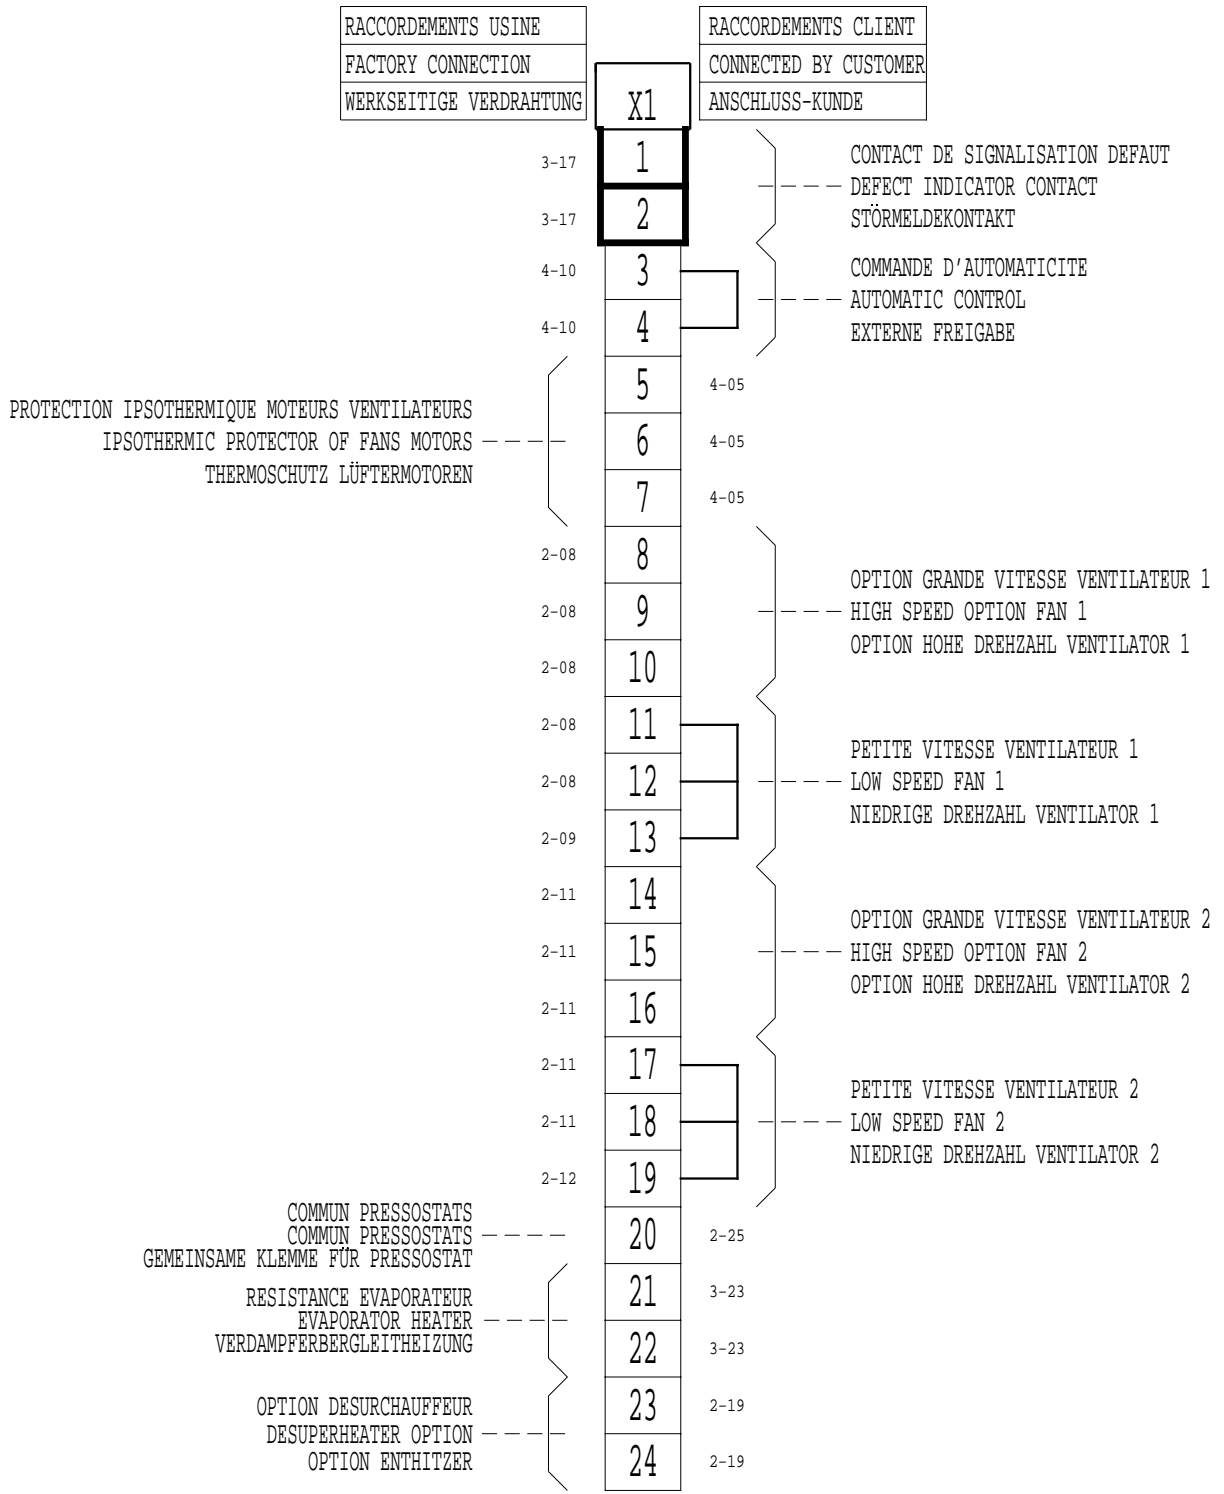 RACCORDEMENTS USINE
FACTORY CONNECTION
WERKSEITIGE VERDRAHTUNG
X1
RACCORDEMENTS CLIENT
CONNECTED BY CUSTOMER
ANSCHLUSS-KUNDE
3-17 1
CONTACT DE SIGNALISATION DEFAUT
DEFECT INDICATOR CONTACT
STÖRMELDEKONTAKT
3-17 2
4-10 3
COMMANDE D'AUTOMATICITE
AUTOMATIC CONTROL
EXTERNE FREIGABE
4-10 4
PROTECTION IPSOTHERMIQUE MOTEURS VENTILATEURS
IPSOTHERMIC PROTECTOR OF FANS MOTORS
THERMOSCHUTZ LÜFTERMOTOREN
5 4-05
6 4-05
7 4-05
2-08 8
2-08 9
2-08 10
OPTION GRANDE VITESSE VENTILATEUR 1
HIGH SPEED OPTION FAN 1
OPTION HOHE DREHZAHL VENTILATOR 1
2-08 11
2-08 12
2-09 13
PETITE VITESSE VENTILATEUR 1
LOW SPEED FAN 1
NIEDRIGE DREHZAHL VENTILATOR 1
2-11 14
2-11 15
2-11 16
OPTION GRANDE VITESSE VENTILATEUR 2
HIGH SPEED OPTION FAN 2
OPTION HOHE DREHZAHL VENTILATOR 2
2-11 17
2-11 18
2-12 19
PETITE VITESSE VENTILATEUR 2
LOW SPEED FAN 2
NIEDRIGE DREHZAHL VENTILATOR 2
COMMUN PRESSOSTATS
COMMUN PRESSOSTATS
GEMEINSAME KLEMME FÜR PRESSOSTAT
20 2-25
RESISTANCE EVAPORATEUR
EVAPORATOR HEATER
VERDAMPFERBERGLEITHEIZUNG
21 3-23
22 3-23
OPTION DESURCHAUFFEUR
DESUPERHEATER OPTION
OPTION ENTHITZER
23 2-19
24 2-19